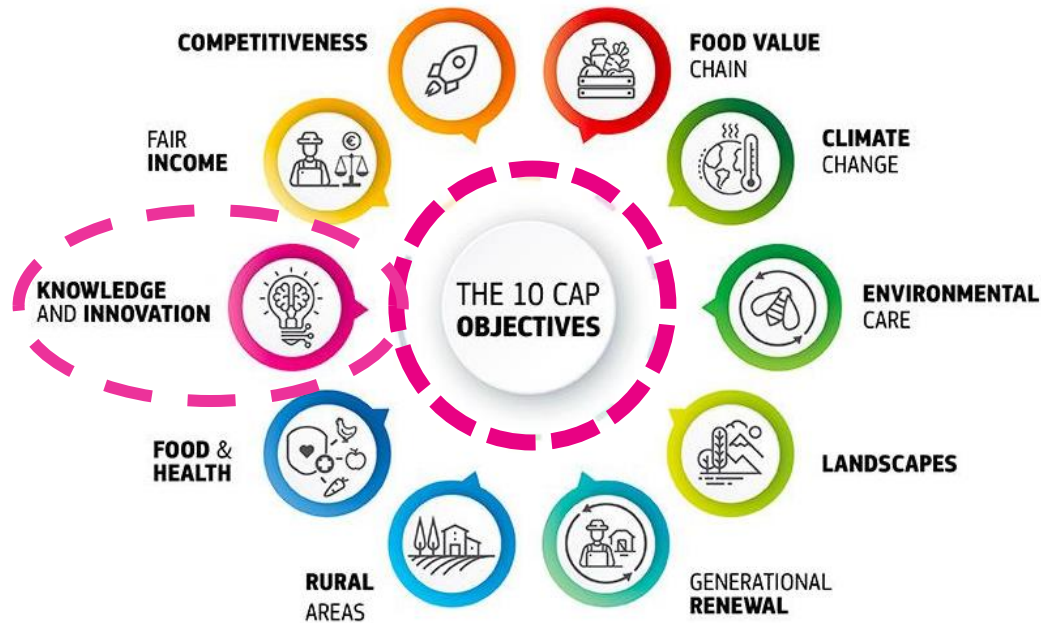 COMPETITIVENESS
FOOD VALUE
CHAIN
FAIR
INCOME
CLIMATE
CHANGE
KNOWLEDGE
AND INNOVATION
THE 10 CAP
OBJECTIVES
ENVIRONMENTAL
CARE
FOOD &
HEALTH
LANDSCAPES
RURAL
AREAS
GENERATIONAL
RENEWAL
€